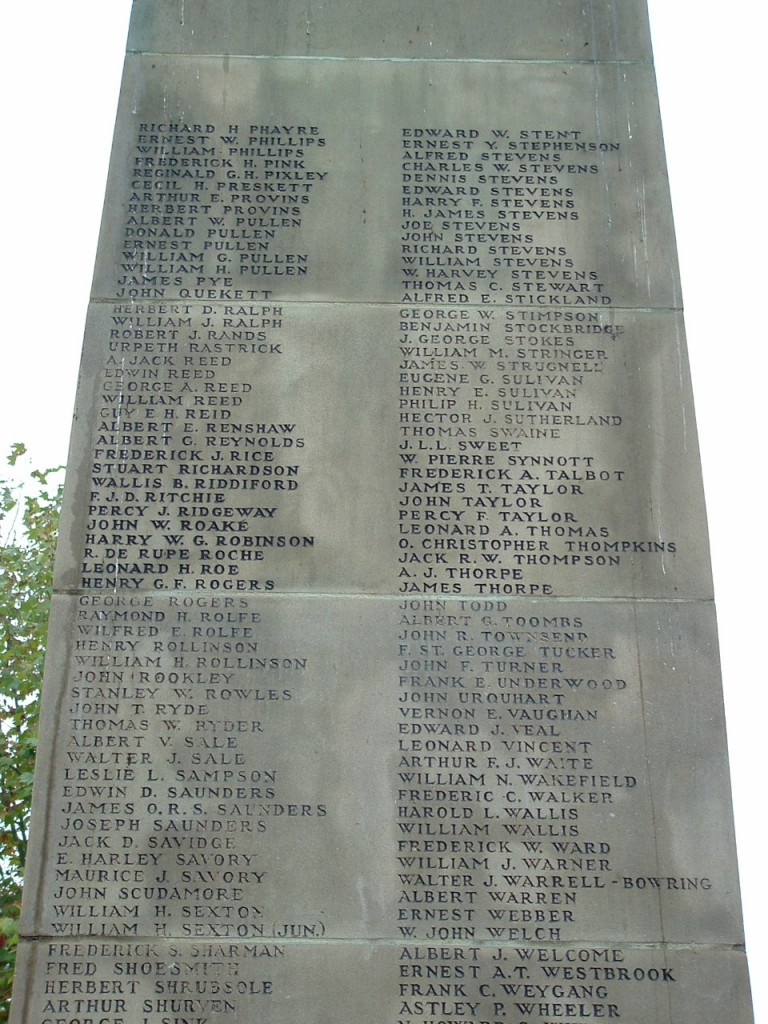 RICHARD H PHAYRE
ERNEST W. PHILLIPS
WILLIAM PHILLIPS
FREDERICK H. PINK
REGINALD G.H. PIXLEY
CECIL H. PRESKETT
ARTHUR E. PROVINS
HERBERT PROVINS
ALBERT W. PULLEN
DONALD PULLEN
ERNEST PULLEN
WILLIAM G. PULLEN
WILLIAM H. PULLEN
JAMES PYE
JOHN QUEKETT
HERBERT D. RALPH
WILLIAM J. RALPH
ROBERT J. RANDS
URPETH RASTRICK
A. JACK REED
EDWIN REED
GEORGE A. REED
WILLIAM REED
GUY E H. REID
ALBERT E. RENSHAW
ALBERT G. REYNOLDS
FREDERICK J. RICE
STUART RICHARDSON
WALLIS B. RIDDIFORD
F. J. D. RITCHIE
PERCY J. RIDGEWAY
JOHN W. ROAKE
HARRY W. G. ROBINSON
R. DE RUPE ROCHE
LEONARD H. ROE
HENRY G.F. ROGERS
GEORGE ROGERS
RAYMOND H. ROLFE
WILFRED E. ROLFE
HENRY ROLLINSON
WILLIAM H. ROLLINSON
JOHN ROOKLEY
STANLEY W. ROWLES
JOHN T. RYDE
THOMAS W. RYDER
ALBERT V. SALE
WALTER J. SALE
LESLIE L. SAMPSON
EDWIN D. SAUNDERS
JAMES O.R.S. SAUNDERS
JOSEPH SAUNDERS
JACK D. SAVIDGE
E. HARLEY SAVORY
MAURICE J. SAVORY
JOHN SCUDAMORE
WILLIAM H. SEXTON
WILLIAM H. SEXTON (JUN.)
FREDERICK S. SHARMAN
FRED SHOESMITH
HERBERT SHRUBSOLE
ARTHUR SHURVEN
GEORGE J. SINK
EDWARD W. STENT
ERNEST Y. STEPHENSON
ALFRED STEVENS
CHARLES W. STEVENS
DENNIS STEVENS
EDWARD STEVENS
HARRY F. STEVENS
H. JAMES STEVENS
JOE STEVENS
JOHN STEVENS
RICHARD STEVENS
WILLIAM STEVENS
W. HARVEY STEVENS
THOMAS C. STEWART
ALFRED E. STICKLAND
GEORGE W. STIMPSON
BENJAMIN STOCKBRIDGE
J. GEORGE STOKES
WILLIAM M. STRINGER
JAMES W. STRUGNELL
EUGENE G. SULIVAN
HENRY E. SULIVAN
PHILIP H. SULIVAN
HECTOR J. SUTHERLAND
THOMAS SWAINE
J.L.L. SWEET
W. PIERRE SYNNOTT
FREDERICK A. TALBOT
JAMES T. TAYLOR
JOHN TAYLOR
PERCY F. TAYLOR
LEONARD A. THOMAS
O. CHRISTOPHER THOMPKINS
JACK R.W. THOMPSON
A. J. THORPE
JAMES THORPE
JOHN TODD
ALBERT G. TOOMBS
JOHN R. TOWNSEND
F. ST. GEORGE TUCKER
JOHN F. TURNER
FRANK E. UNDERWOOD
JOHN URQUHART
VERNON E. VAUGHAN
EDWARD J. VEAL
LEONARD VINCENT
ARTHUR F. J. WAITE
WILLIAM N. WAKEFIELD
FREDERIC C. WALKER
HAROLD L. WALLIS
WILLIAM WALLIS
FREDERICK W. WARD
WILLIAM J. WARNER
WALTER J. WARRELL-BOWRING
ALBERT WARREN
ERNEST WEBBER
W. JOHN WELCH
ALBERT J. WELCOME
ERNEST A.T. WESTBROOK
FRANK C. WEYGANG
ASTLEY P. WHEELER